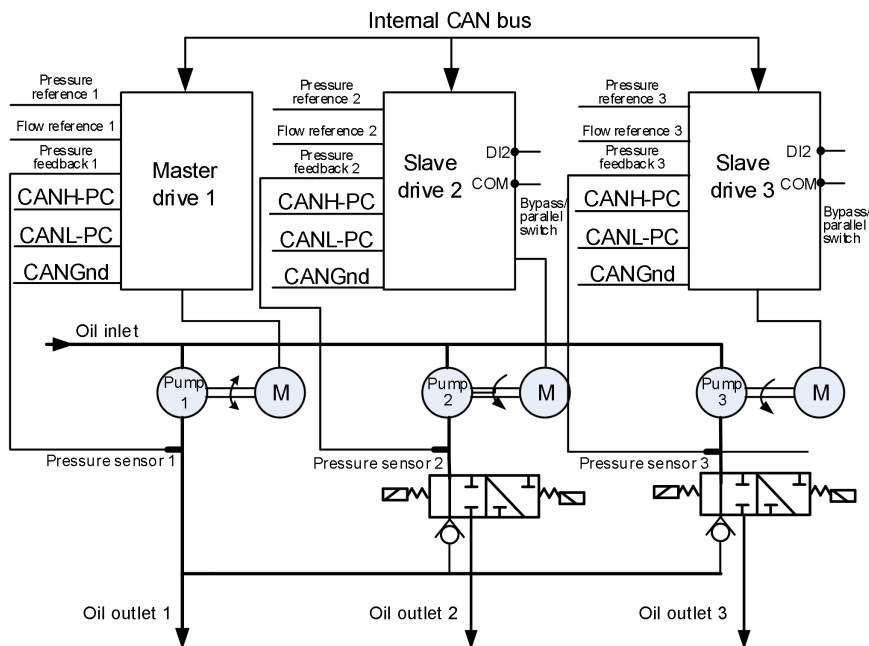 Internal CAN bus
Pressure
reference 1
Flow reference 1
Pressure
feedback 1
CANH-PC
CANL-PC
CANGnd
Master
drive 1
Pressure
reference 2
Flow reference 2
Pressure
feedback 2
CANH-PC
CANL-PC
CANGnd
Slave
drive 2
DI2
COM
Bypass/
parallel
switch
Pressure
reference 3
Flow reference 3
Pressure
feedback 3
CANH-PC
CANL-PC
CANGnd
Slave
drive 3
DI2
COM
Bypass/
parallel
switch
Oil inlet
Pump
1
M
Pump
2
M
Pump
3
M
Pressure sensor 1
Pressure sensor 2
Pressure sensor 3
Oil outlet 1
Oil outlet 2
Oil outlet 3